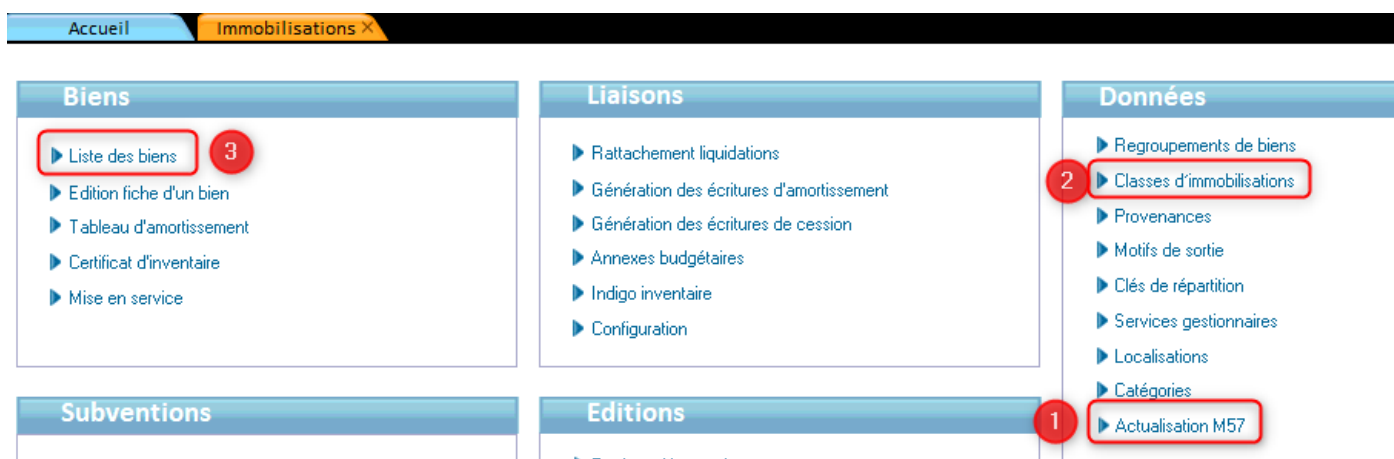 Accueil
Immobilisations ×
Biens
Liste des biens
3
Edition fiche d'un bien
Tableau d'amortissement
Certificat d'inventaire
Mise en service
Liaisons
Rattachement liquidations
Génération des écritures d'amortissement
Génération des écritures de cession
Annexes budgétaires
Indigo inventaire
Configuration
Données
Regroupements de biens
2
Classes d'immobilisations
Provenances
Motifs de sortie
Clés de répartition
Services gestionnaires
Localisations
Catégories
1
Actualisation M57
Subventions
Editions